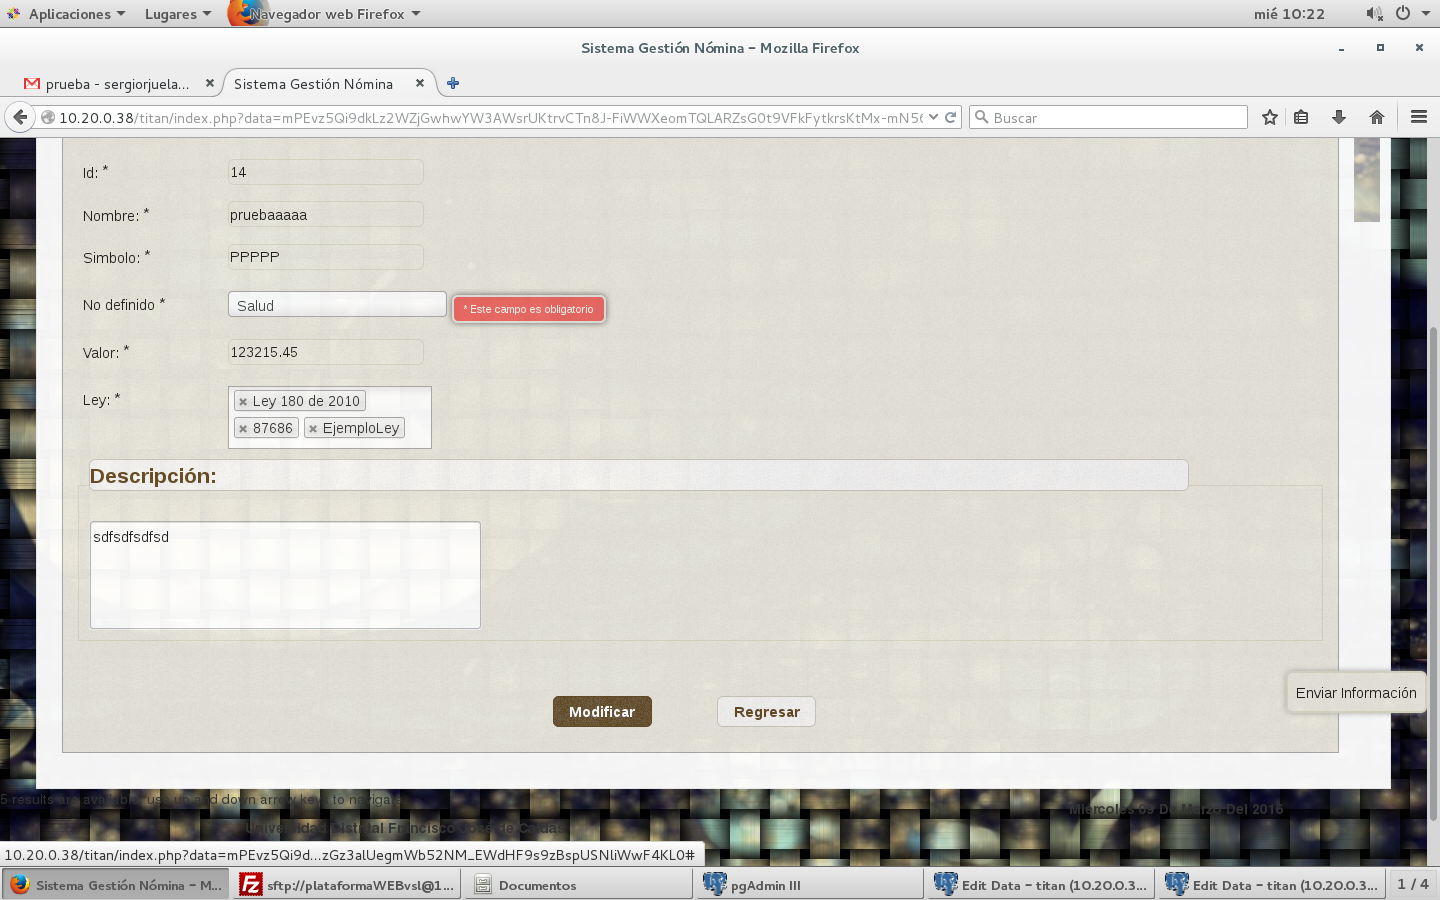 Aplicaciones Lugares Navegador web Firefox mié 10:22
Sistema Gestión Nómina - Mozilla Firefox
prueba - sergiorjuela... Sistema Gestión Nómina
10.20.0.38/titan/index.php?data=mPEvz5Qi9dkLz2WZjGwhwYW3AWsrUKtrvCTn8J-FiWWXeomTQLARZsG0t9VFkFytkrsKtMx-mN56 Buscar
Id: * 14
Nombre: * pruebaaaaa
Simbolo: * PPPPP
No definido * Salud * Este campo es obligatorio
Valor: * 123215.45
Ley: * Ley 180 de 2010
87686 EjemploLey
Descripción:
sdfsdfsdfsd
Enviar Información
Modificar Regresar
5 results are available, use up and down arrow keys to navigate.
Miercoles 09 De Marzo Del 2016
Universidad Distrital Francisco José de Caldas
10.20.0.38/titan/index.php?data=mPEvz5Qi9d...zGz3alUegmWb52NM_EWdHF9s9zBspUSNliWwF4KL0#
Sistema Gestión Nómina - M... sftp://plataformaWEBvsl@1... Documentos pgAdmin III Edit Data - titan (10.20.0.3... Edit Data - titan (10.20.0.3... 1 / 4